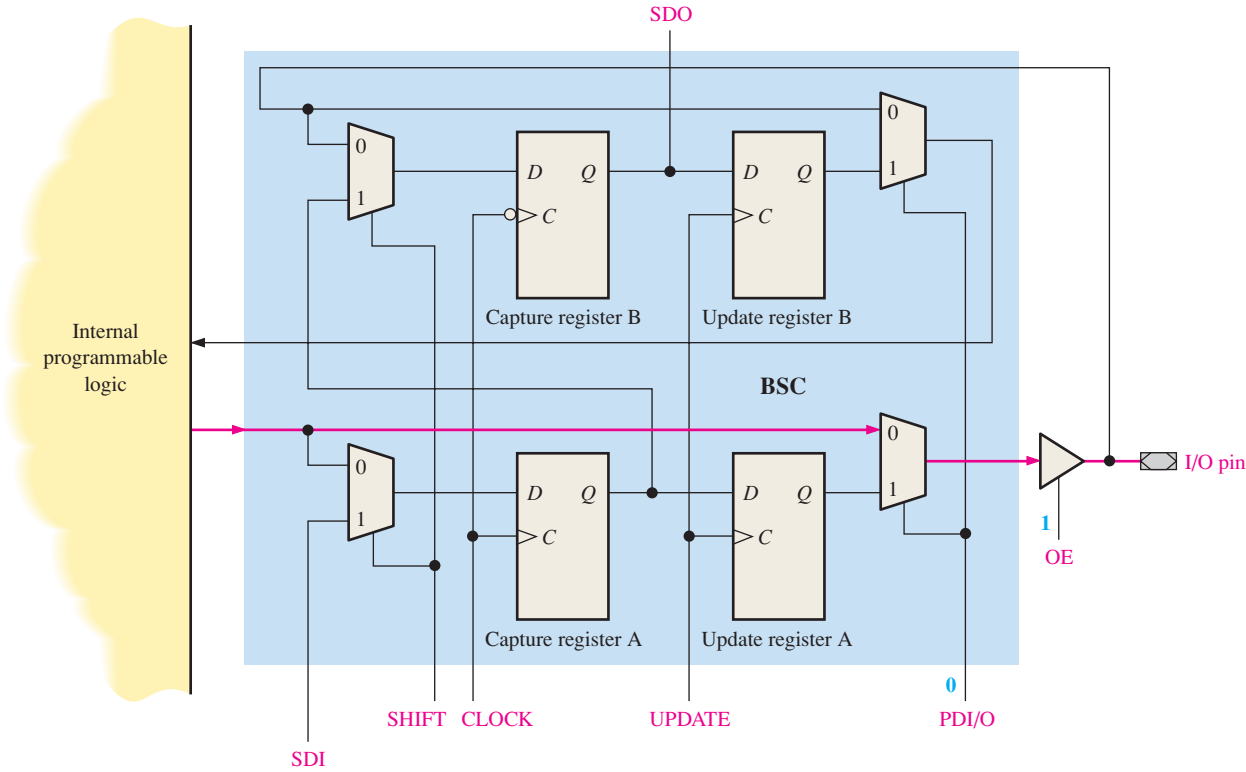 SDO
0
0
1
D Q
C
D Q
C
1
Capture register B
Update register B
Internal
programmable
logic
BSC
0
0
1
D Q
C
D Q
C
1
I/O pin
1
OE
Capture register A
Update register A
0
SHIFT
CLOCK
UPDATE
PDI/O
SDI